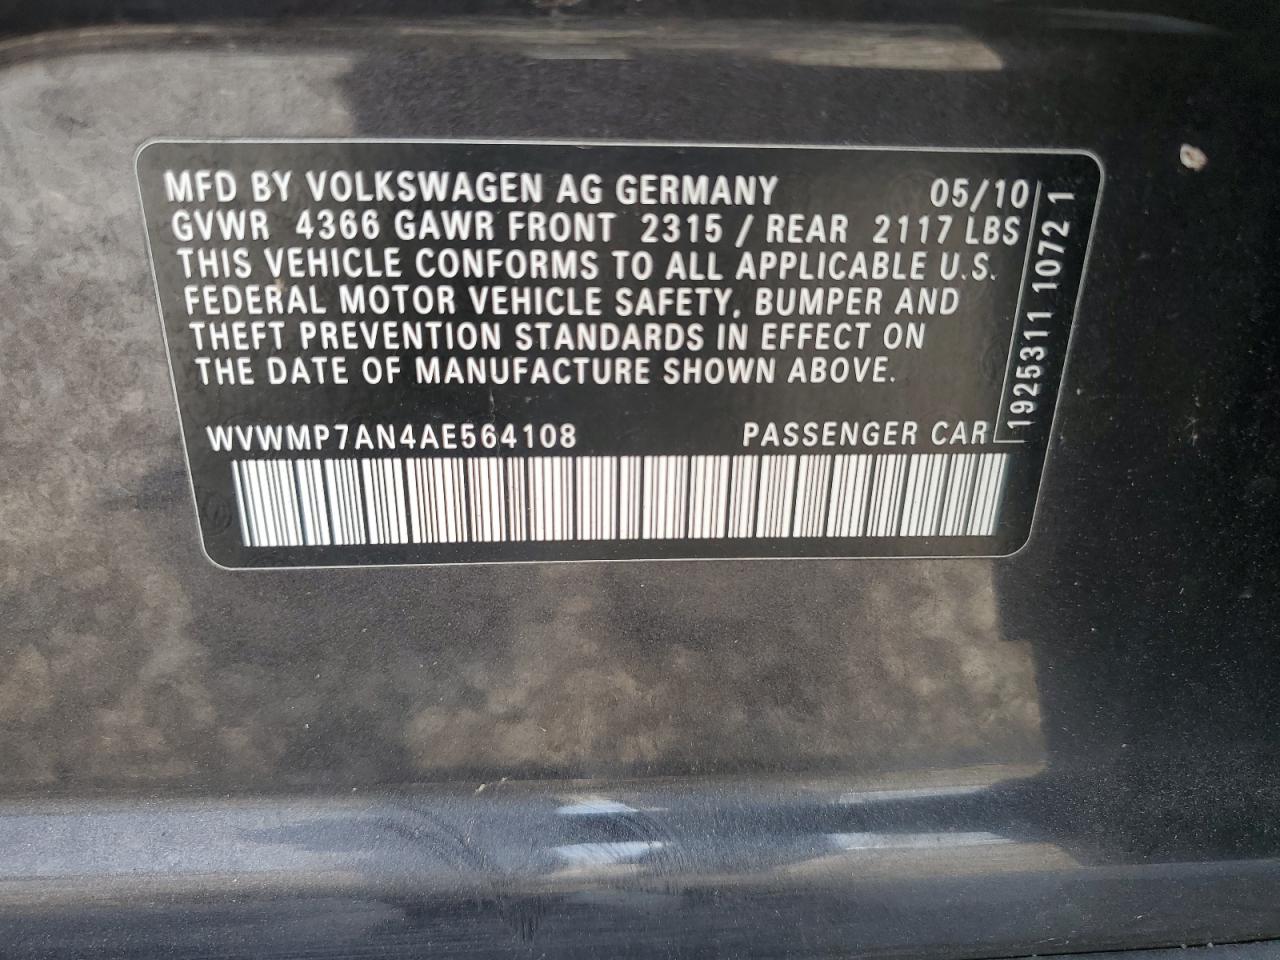 MFD BY VOLKSWAGEN AG GERMANY 05/10
GVWR 4366 GAWR FRONT 2315 / REAR 2117 LBS
THIS VEHICLE CONFORMS TO ALL APPLICABLE U.S.
FEDERAL MOTOR VEHICLE SAFETY, BUMPER AND
THEFT PREVENTION STANDARDS IN EFFECT ON
THE DATE OF MANUFACTURE SHOWN ABOVE.
WVWMP7AN4AE564108 PASSENGER CAR
1925311 1072 1